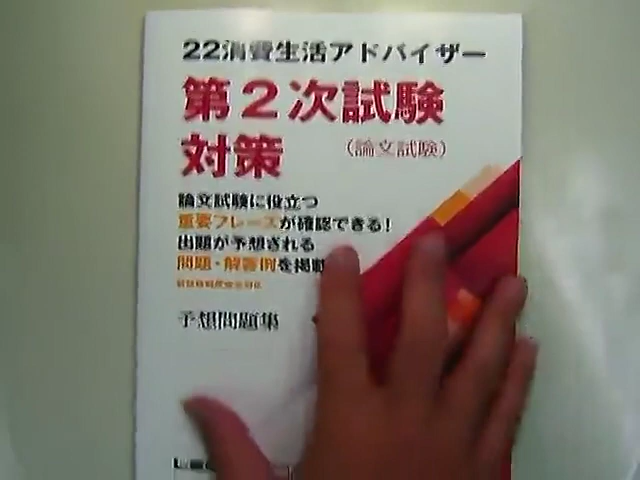 22消費生活アドバイザー
第2次試験
対策
(論文試験)
論文試験に役立つ
重要フレーズが確認できる!
出題が予想される
問題・解答例を掲載
予想問題集